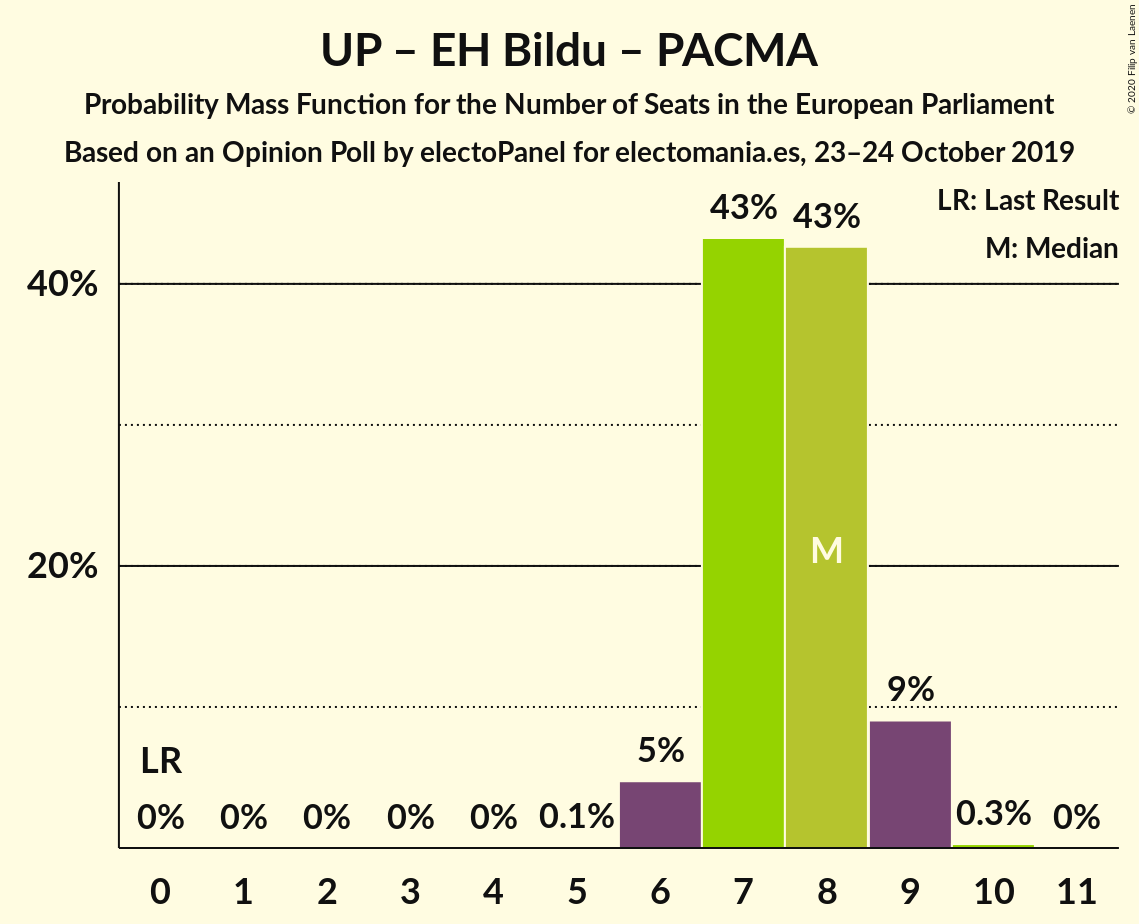 UP – EH Bildu – PACMA
Probability Mass Function for the Number of Seats in the European Parliament
Based on an Opinion Poll by electoPanel for electomania.es, 23–24 October 2019
© 2020 Filip van Laenen
LR: Last Result
M: Median
43%
43%
40%
20%
M
9%
5%
LR
0%
0%
0%
0%
0%
0.1%
0.3%
0%
0 1 2 3 4 5 6 7 8 9 10 11